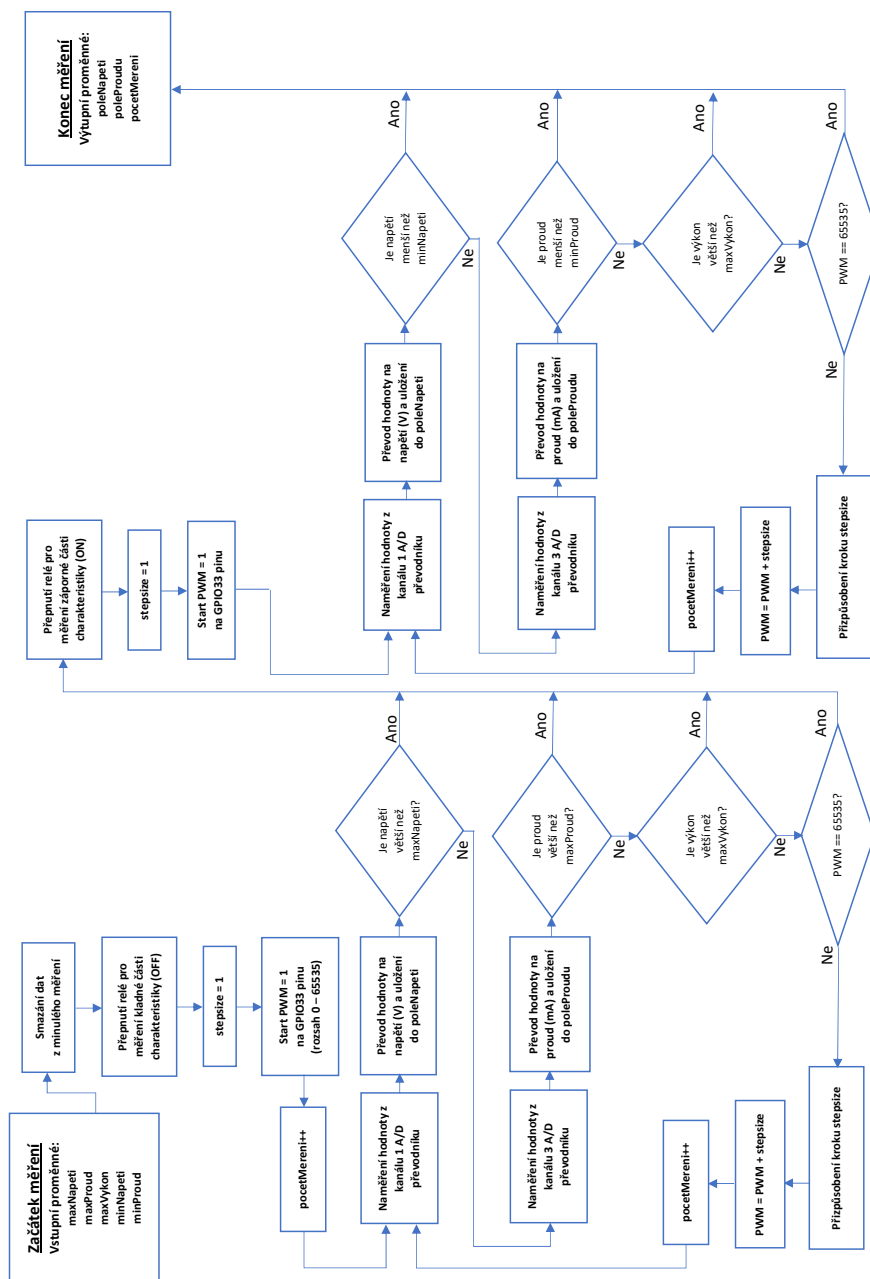 Začátek měření
Vstupní proměnné:
maxNapeti
maxProud
maxVykon
minNapeti
minProud
Smazání dat
z minulého měření
Přepnutí relé pro
měření kladné části
charakteristiky (OFF)
stepsize = 1
Start PWM = 1
na GPIO33 pinu
(rozsah 0 – 65535)
pocetMereni++
Naměření hodnoty z
kanálu 1 A/D
převodníku
Převod hodnoty na
napětí (V) a uložení
do poleNapeti
Je napětí
větší než
maxNapeti?
Ano
Ne
Naměření hodnoty z
kanálu 3 A/D
převodníku
Převod hodnoty na
proud (mA) a uložení
do poleProudu
Je proud
větší než
maxProud?
Ano
Ne
Je výkon
větší než
maxVykon?
Ano
Ne
PWM == 65535?
Ano
Ne
Přizpůsobení kroku stepsize
PWM = PWM + stepsize
pocetMereni++
Přepnutí relé pro
měření záporné části
charakteristiky (ON)
stepsize = 1
Start PWM = 1
na GPIO33 pinu
Naměření hodnoty z
kanálu 1 A/D
převodníku
Převod hodnoty na
napětí (V) a uložení
do poleNapeti
Je napětí
menší než
minNapeti
Ano
Ne
Naměření hodnoty z
kanálu 3 A/D
převodníku
Převod hodnoty na
proud (mA) a uložení
do poleProudu
Je proud
menší než
minProud
Ano
Ne
Je výkon
větší než
maxVykon?
Ano
Ne
PWM == 65535?
Ano
Ne
Přizpůsobení kroku stepsize
PWM = PWM + stepsize
pocetMereni++
Konec měření
Výtupní proměnné:
poleNapeti
poleProudu
pocetMereni